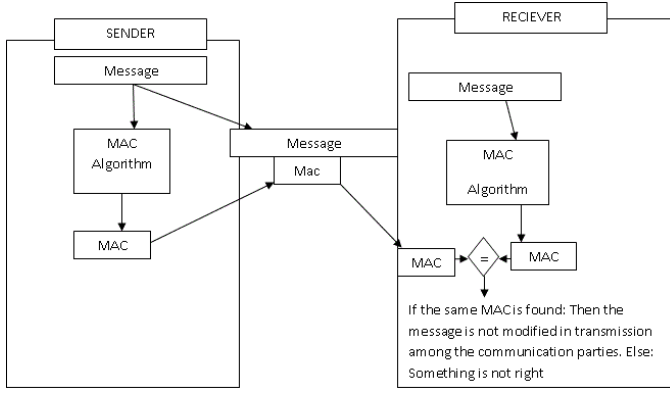 SENDER
RECIEVER
Message
Message
MAC
Algorithm
Message
Mac
MAC
Algorithm
MAC
MAC
=
MAC
If the same MAC is found: Then the
message is not modified in transmission
among the communication parties. Else:
Something is not right